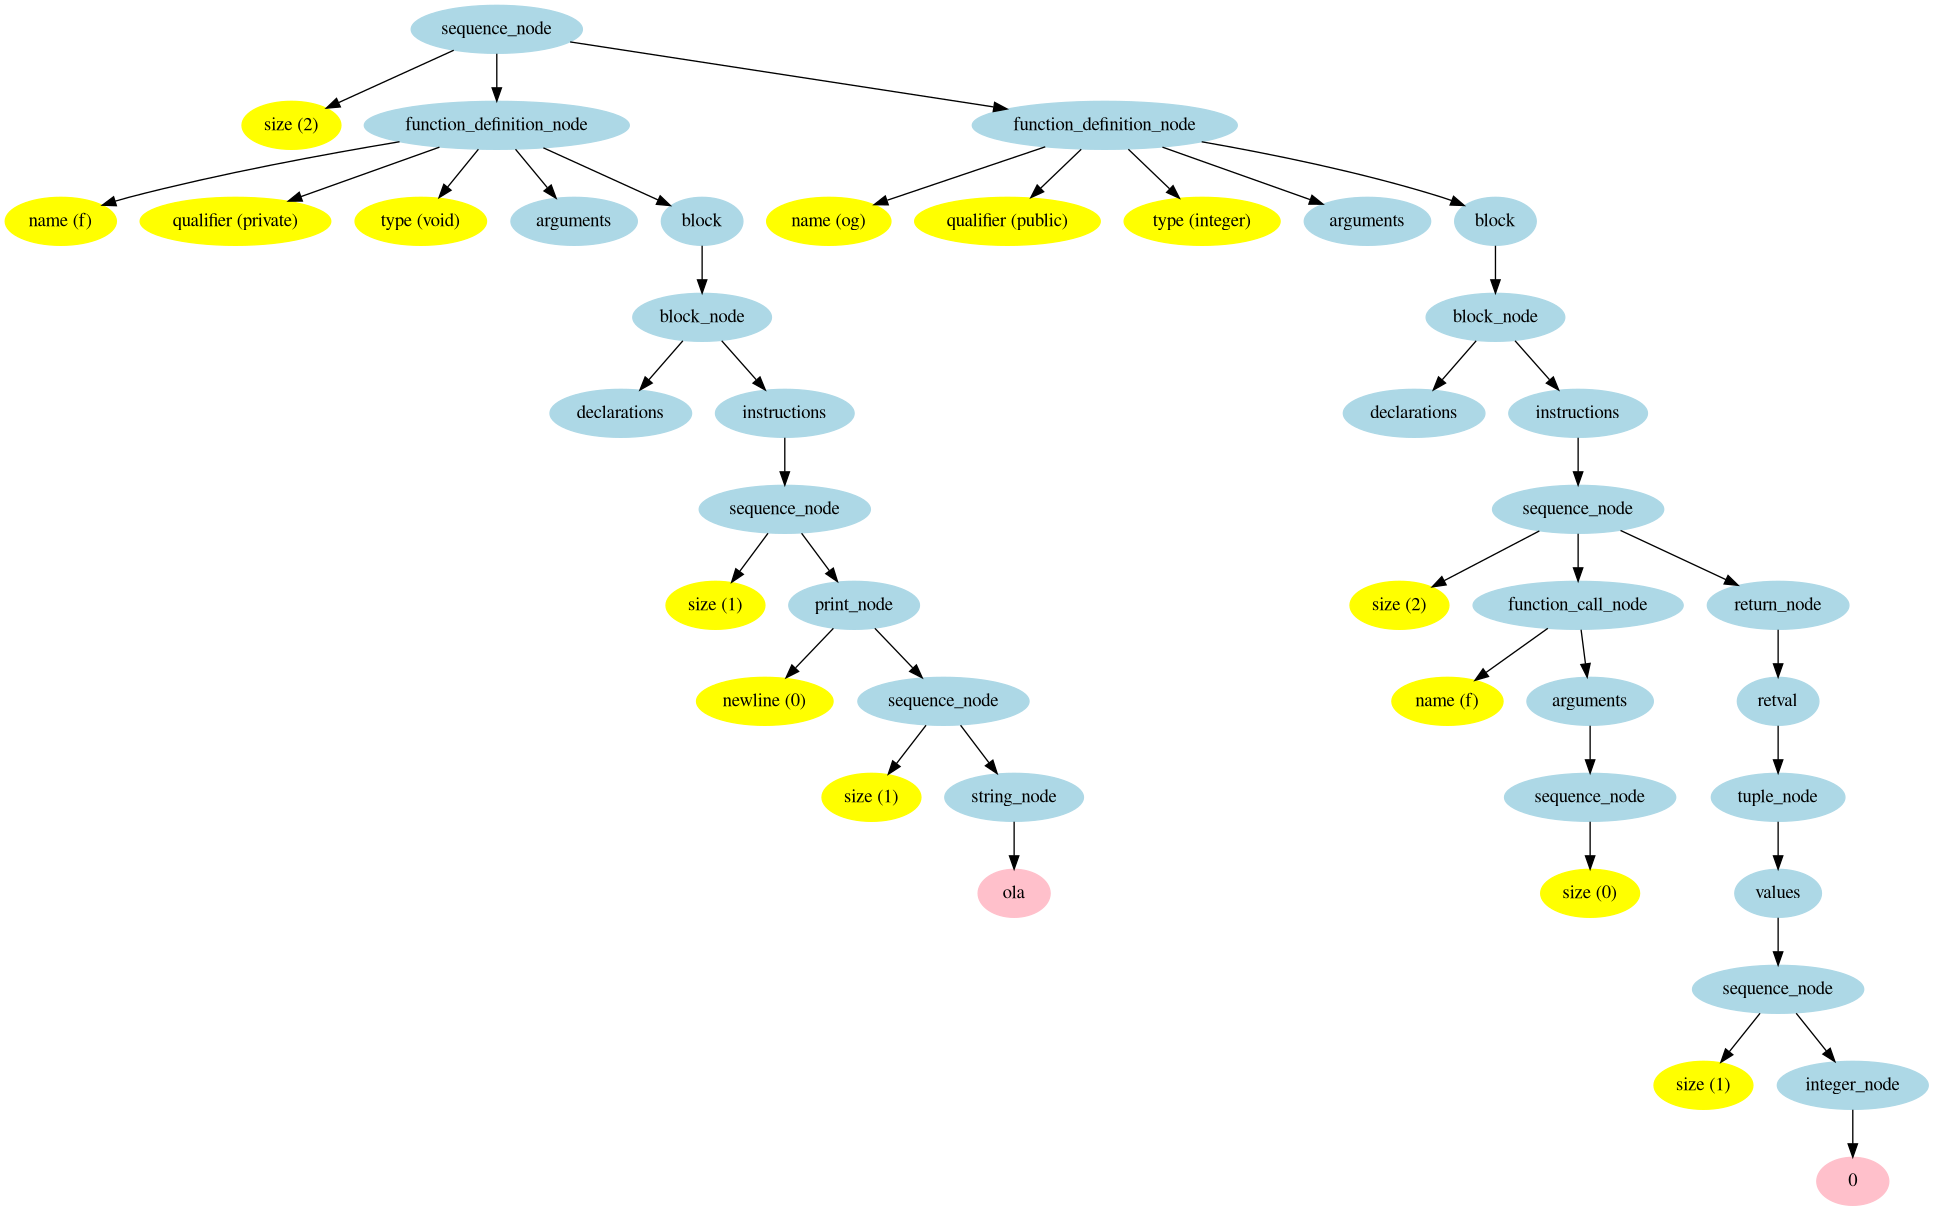 sequence_node
size (2)
function_definition_node
function_definition_node
name (f)
qualifier (private)
type (void)
arguments
block
name (og)
qualifier (public)
type (integer)
arguments
block
block_node
block_node
declarations
instructions
declarations
instructions
sequence_node
sequence_node
size (1)
print_node
size (2)
function_call_node
return_node
newline (0)
sequence_node
name (f)
arguments
retval
size (1)
string_node
sequence_node
tuple_node
ola
size (0)
values
sequence_node
size (1)
integer_node
0